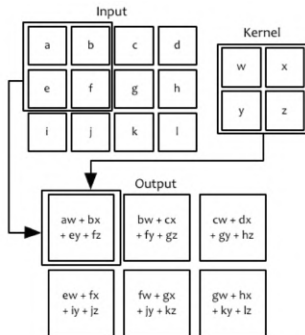 Input
Kernel
a b c d
w x
e f g h
y z
i j k l
Output
aw + bx bw + cx cw + dx
+ ey + fz + fy + gz + gy + hz
ew + fx fw + gx gw + hx
+ iy + jz + jy + kz + ky + lz